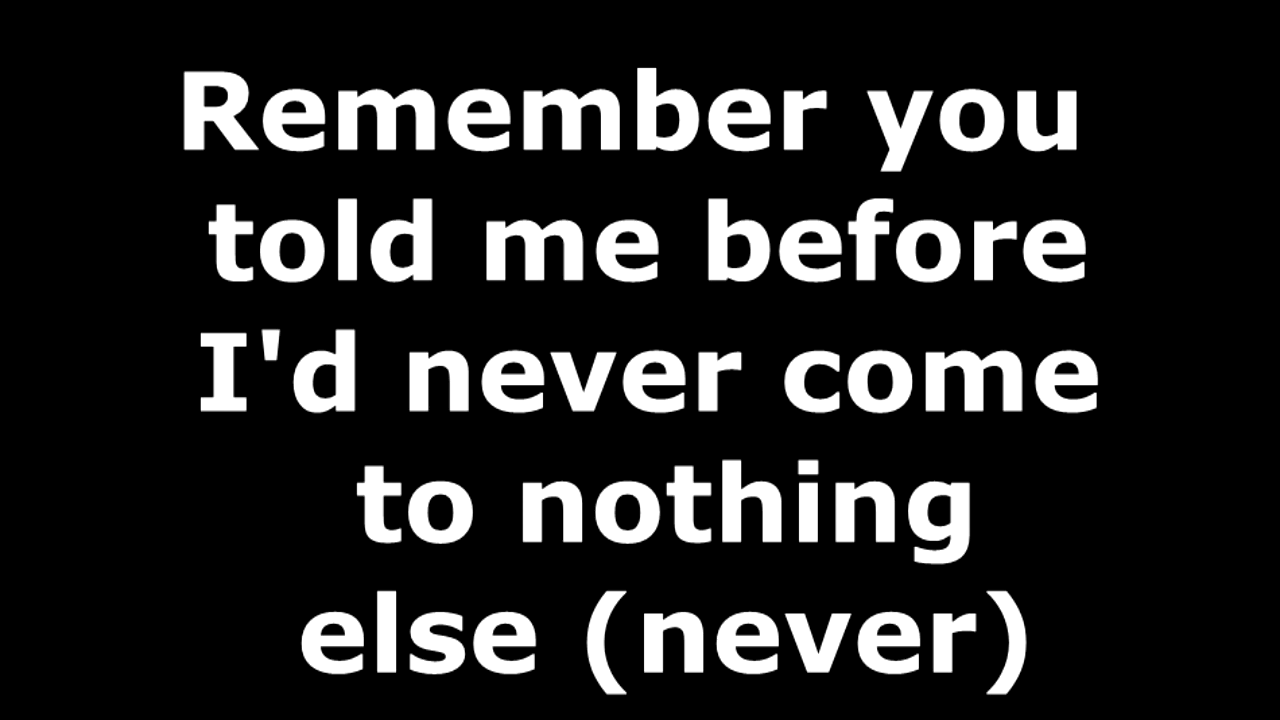 Remember you
told me before
I'd never come
to nothing
else (never)